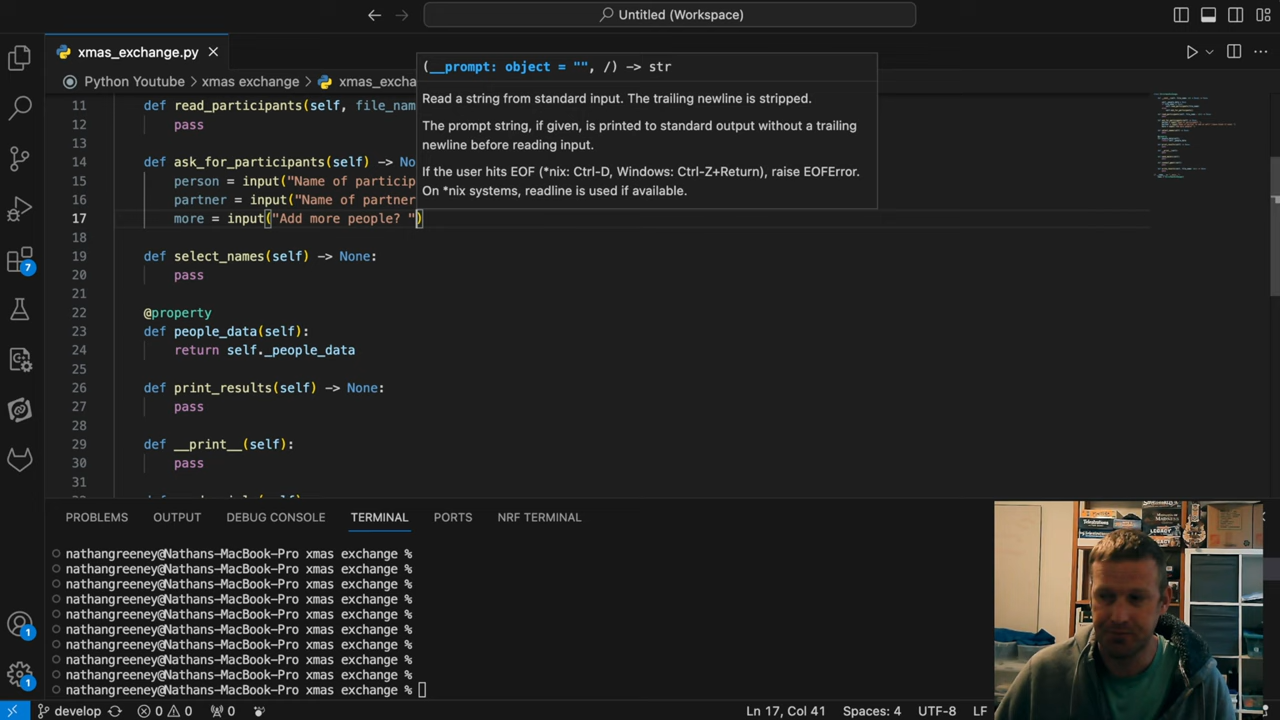 Untitled (Workspace)
xmas_exchange.py
Python Youtube > xmas exchange > xmas_excha
(__prompt: object = "", /) -> str
Read a string from standard input. The trailing newline is stripped.
The prompt string, if given, is printed to standard output without a trailing
newline before reading input.
If the user hits EOF (*nix: Ctrl-D, Windows: Ctrl-Z+Return), raise EOFError.
On *nix systems, readline is used if available.
11 def read_participants(self, file_nam
12 pass
13
14 def ask_for_participants(self) -> No
15 person = input("Name of particip
16 partner = input("Name of partner
17 more = input("Add more people? ")
18
19 def select_names(self) -> None:
20 pass
21
22 @property
23 def people_data(self):
24 return self._people_data
25
26 def print_results(self) -> None:
27 pass
28
29 def __print__(self):
30 pass
31
7
PROBLEMS OUTPUT DEBUG CONSOLE TERMINAL PORTS NRF TERMINAL
nathangreeney@Nathans-MacBook-Pro xmas exchange %
nathangreeney@Nathans-MacBook-Pro xmas exchange %
nathangreeney@Nathans-MacBook-Pro xmas exchange %
nathangreeney@Nathans-MacBook-Pro xmas exchange %
nathangreeney@Nathans-MacBook-Pro xmas exchange %
nathangreeney@Nathans-MacBook-Pro xmas exchange %
nathangreeney@Nathans-MacBook-Pro xmas exchange %
nathangreeney@Nathans-MacBook-Pro xmas exchange %
nathangreeney@Nathans-MacBook-Pro xmas exchange %
nathangreeney@Nathans-MacBook-Pro xmas exchange %
1
1
develop 0 0 0 Ln 17, Col 41 Spaces: 4 UTF-8 LF